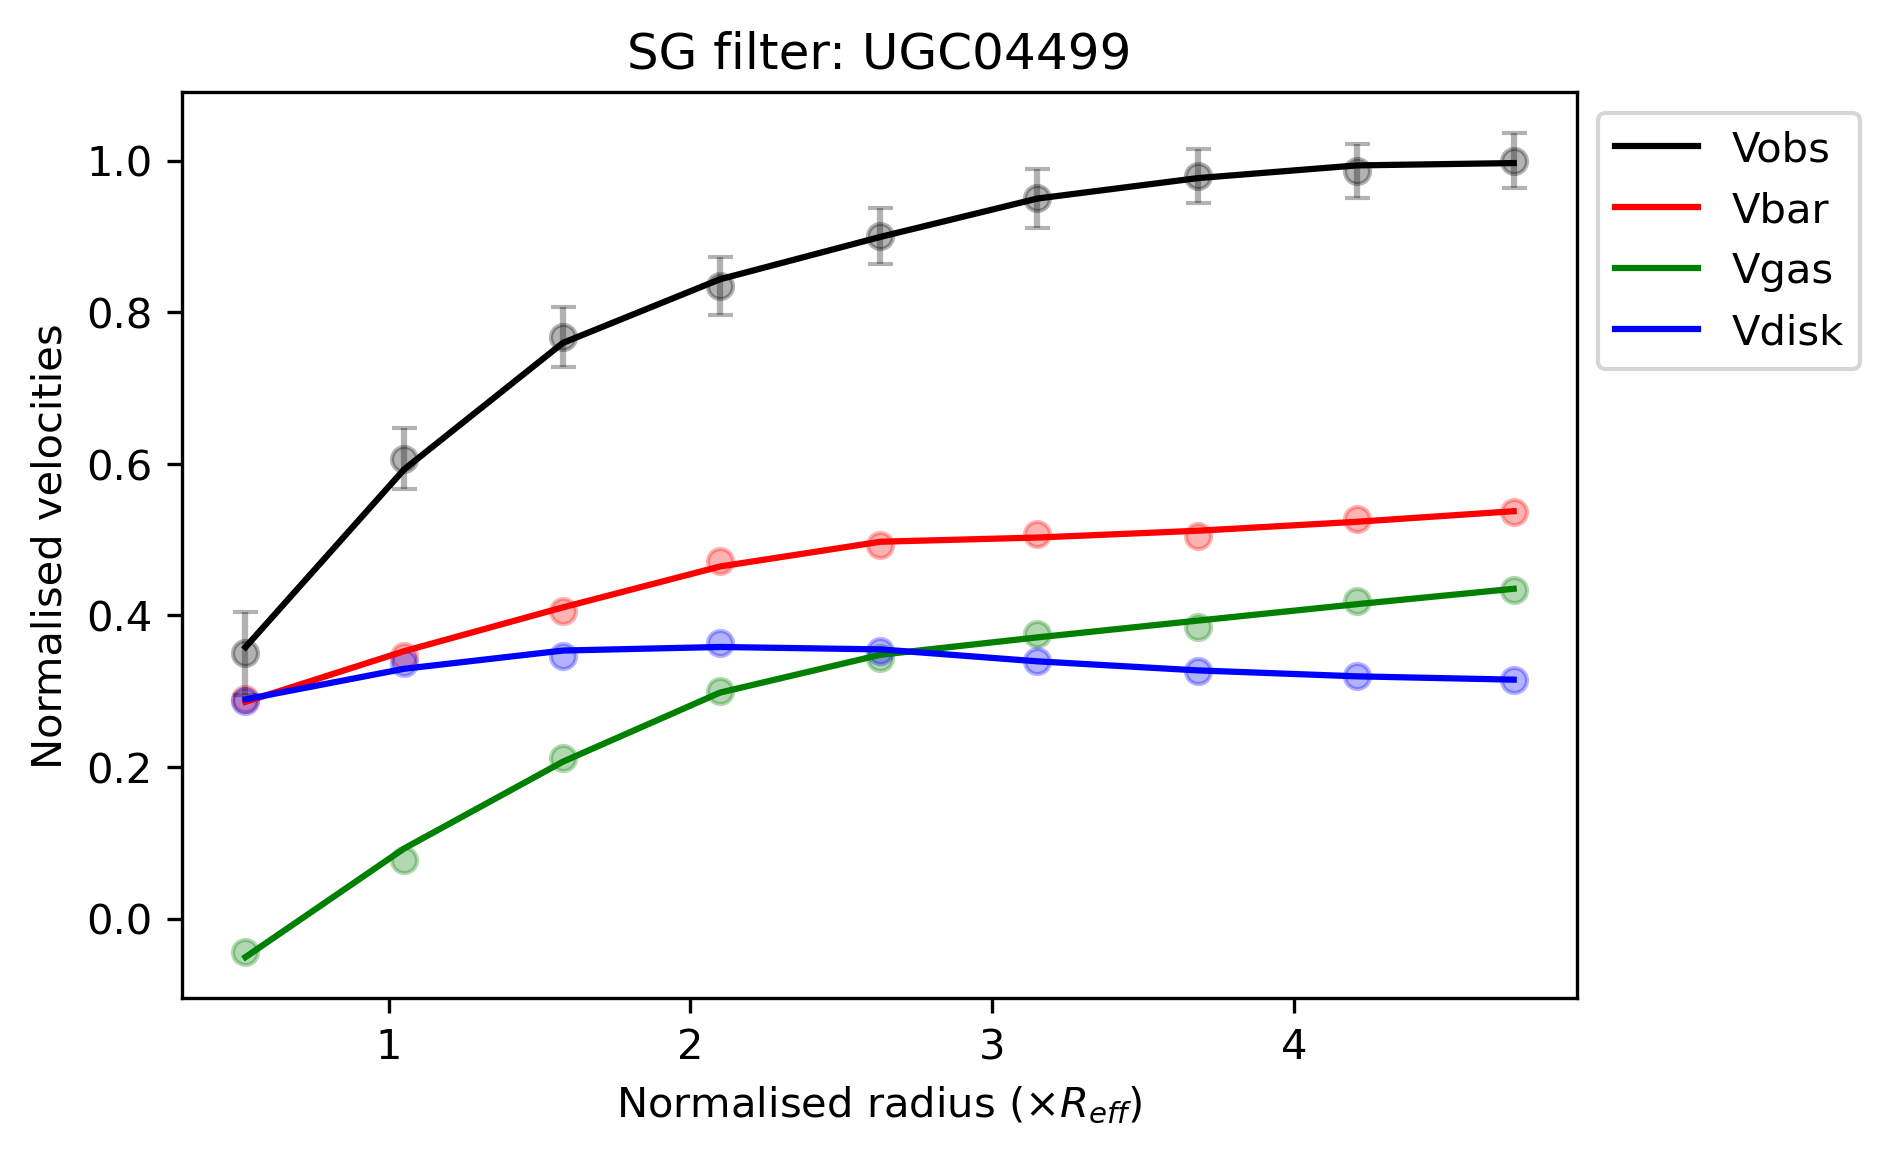 SG filter: UGC04499
Normalised velocities
1.0
0.8
0.6
0.4
0.2
0.0
1 2 3 4
Normalised radius (×R_eff)
Vobs
Vbar
Vgas
Vdisk